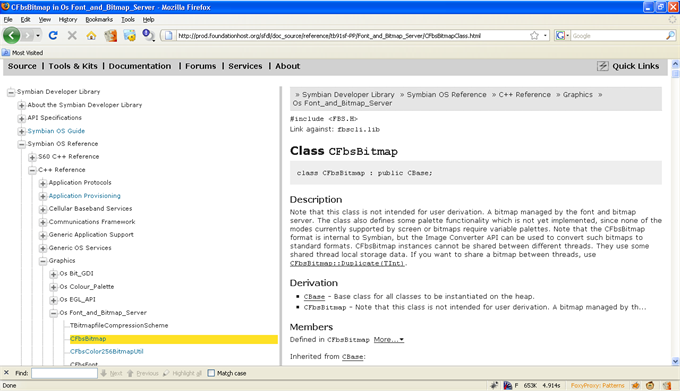 CFbsBitmap in Os Font_and_Bitmap_Server - Mozilla Firefox
File Edit View History Bookmarks Tools Help
http://prod.foundationhost.org/sfdl/doc_source/reference/tb91sf-PP/Font_and_Bitmap_Server/CFbsBitmapClass.html
Google
Most Visited
Source | Tools & Kits | Documentation | Forums | Services | About
Quick Links
Symbian Developer Library
About the Symbian Developer Library
API Specifications
Symbian OS Guide
Symbian OS Reference
S60 C++ Reference
C++ Reference
Application Protocols
Application Provisioning
Cellular Baseband Services
Communications Framework
Generic Application Support
Generic OS Services
Graphics
Os Bit_GDI
Os Colour_Palette
Os EGL_API
Os Font_and_Bitmap_Server
TBitmapfileCompressionScheme
CFbsBitmap
CFbsColor256BitmapUtil
CFbsFont
» Symbian Developer Library » Symbian OS Reference » C++ Reference » Graphics »
Os Font_and_Bitmap_Server
#include <FBS.H>
Link against: fbscli.lib
Class CFbsBitmap
class CFbsBitmap : public CBase;
Description
Note that this class is not intended for user derivation. A bitmap managed by the font and bitmap
server. The class also defines some palette functionality which is not yet implemented, since none of the
modes currently supported by screen or bitmaps require variable palettes. Note that the CFbsBitmap
format is internal to Symbian, but the Image Converter API can be used to convert such bitmaps to
standard formats. CFbsBitmap instances cannot be shared between different threads. They use some
shared thread local storage data. If you want to share a bitmap between threads, use
CFbsBitmap::Duplicate(TInt).
Derivation
CBase - Base class for all classes to be instantiated on the heap.
CFbsBitmap - Note that this class is not intended for user derivation. A bitmap managed by th...
Members
Defined in CFbsBitmap More...
Inherited from CBase:
Find: Next Previous Highlight all Match case
Done
F 653K 4.914s FoxyProxy: Patterns